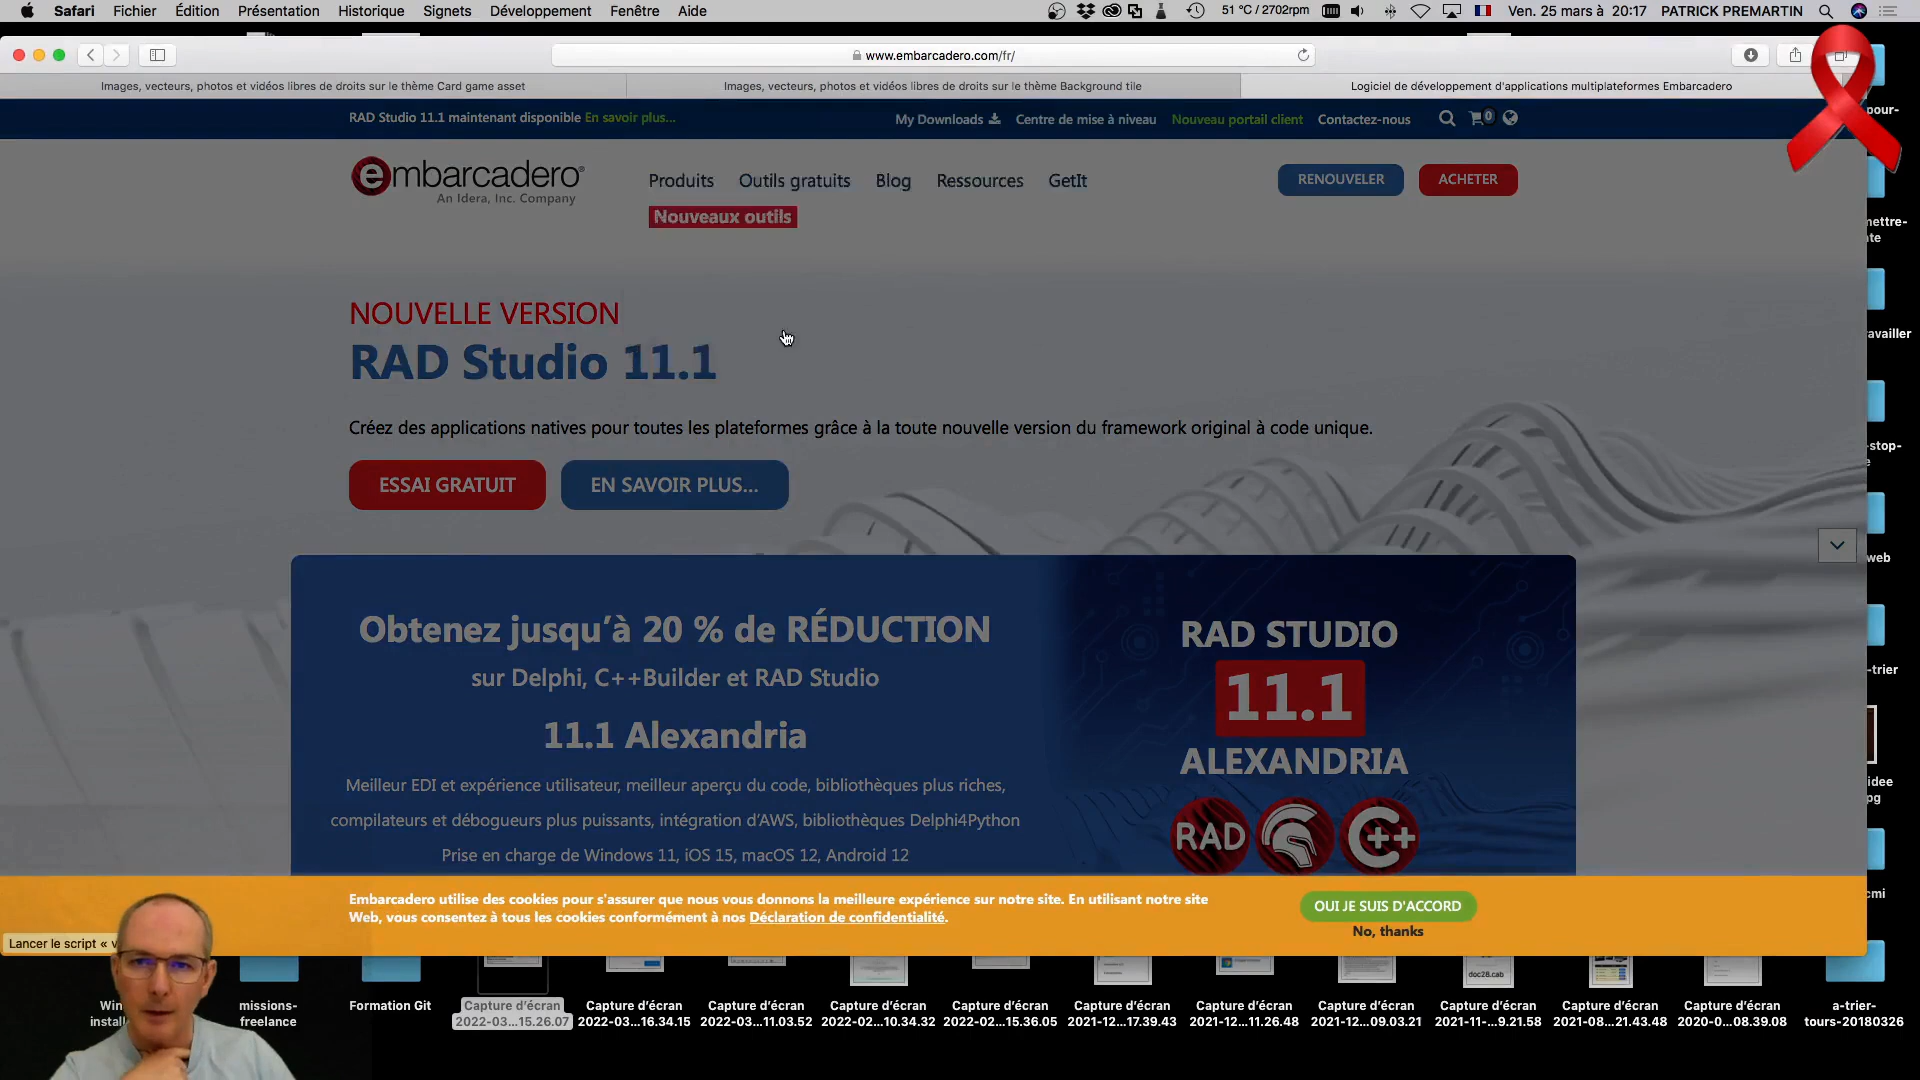 Safari Fichier Édition Présentation Historique Signets Développement Fenêtre Aide 51 °C / 2702rpm Ven. 25 mars à 20:17 PATRICK PREMARTIN
www.embarcadero.com/fr/
Images, vecteurs, photos et vidéos libres de droits sur le thème Card game asset
Images, vecteurs, photos et vidéos libres de droits sur le thème Background tile
Logiciel de développement d'applications multiplateformes Embarcadero
RAD Studio 11.1 maintenant disponible En savoir plus...
My Downloads Centre de mise à niveau Nouveau portail client Contactez-nous 0
embarcadero®
An Idera, Inc. Company
Produits Outils gratuits Blog Ressources GetIt
RENOUVELER ACHETER
Nouveaux outils
NOUVELLE VERSION
RAD Studio 11.1
Créez des applications natives pour toutes les plateformes grâce à la toute nouvelle version du framework original à code unique.
ESSAI GRATUIT EN SAVOIR PLUS...
Obtenez jusqu'à 20 % de RÉDUCTION
sur Delphi, C++Builder et RAD Studio
11.1 Alexandria
Meilleur EDI et expérience utilisateur, meilleur aperçu du code, bibliothèques plus riches,
compilateurs et débogueurs plus puissants, intégration d'AWS, bibliothèques Delphi4Python
Prise en charge de Windows 11, iOS 15, macOS 12, Android 12
RAD STUDIO
11.1
ALEXANDRIA
RAD C++
Embarcadero utilise des cookies pour s'assurer que nous vous donnons la meilleure expérience sur notre site. En utilisant notre site
Web, vous consentez à tous les cookies conformément à nos Déclaration de confidentialité.
OUI JE SUIS D'ACCORD
No, thanks
Lancer le script « v
pour-
mettre-
te
availler
-stop-
e
web
-trier
idee
pg
cmi
doc28.cab
Win
instal
missions-
freelance
Formation Git
Capture d'écran
2022-03...15.26.07
Capture d'écran
2022-03...16.34.15
Capture d'écran
2022-03...11.03.52
Capture d'écran
2022-02...10.34.32
Capture d'écran
2022-02...15.36.05
Capture d'écran
2021-12...17.39.43
Capture d'écran
2021-12...11.26.48
Capture d'écran
2021-12...09.03.21
Capture d'écran
2021-11-...9.21.58
Capture d'écran
2021-08...21.43.48
Capture d'écran
2020-0...08.39.08
a-trier-
tours-20180326